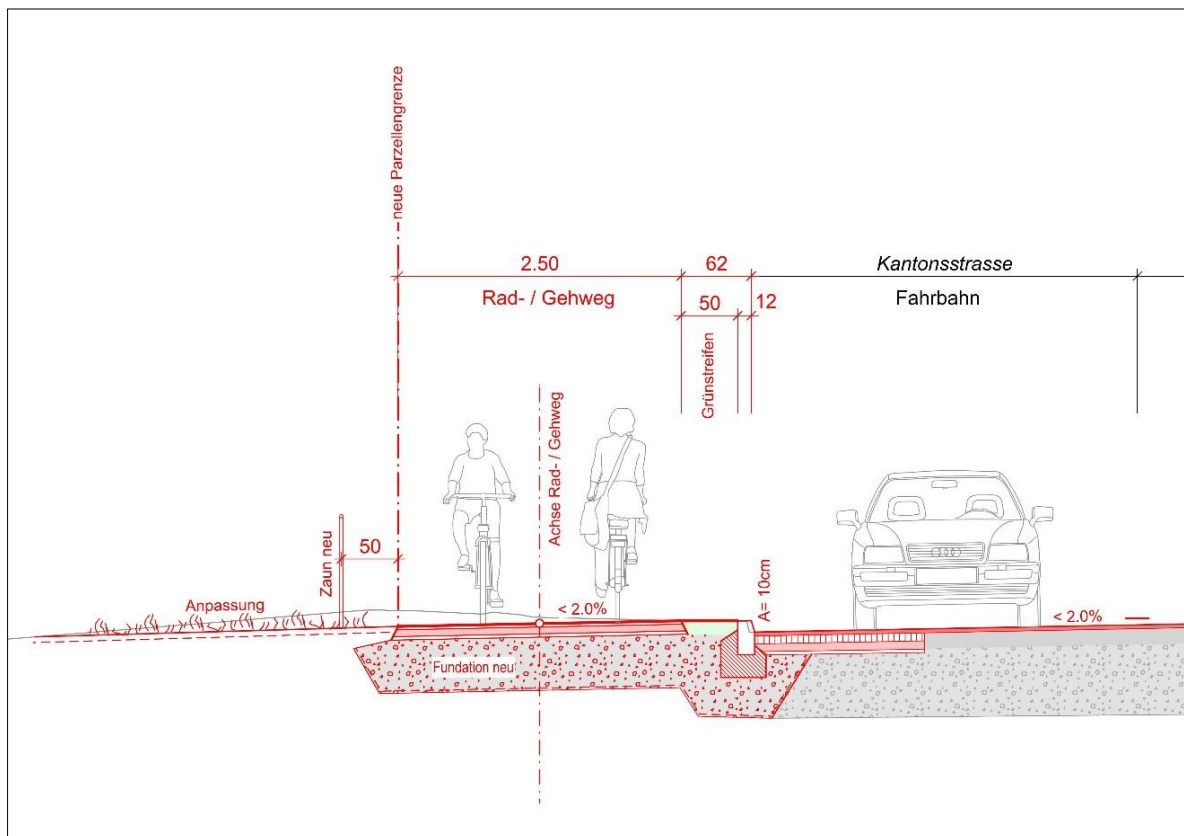 neue Parzellengrenze
2.50
62
Kantonsstrasse
Rad- / Gehweg
50
12
Fahrbahn
Grünstreifen
Achse Rad- / Gehweg
Zaun neu
50
Anpassung
< 2.0%
A= 10cm
< 2.0%
Fundation neu